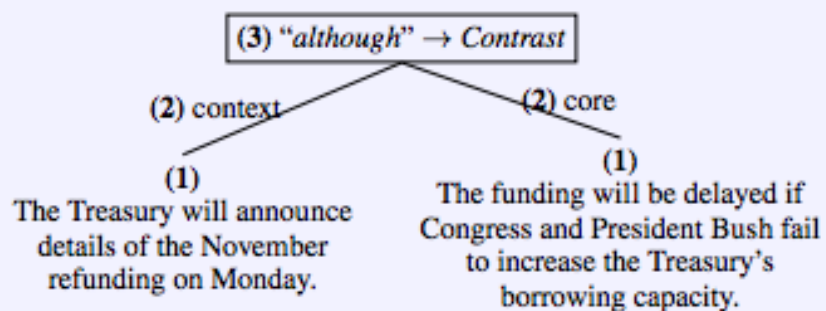 (3) “although” → Contrast
(2) context
(2) core
(1)
The Treasury will announce
details of the November
refunding on Monday.
(1)
The funding will be delayed if
Congress and President Bush fail
to increase the Treasury’s
borrowing capacity.